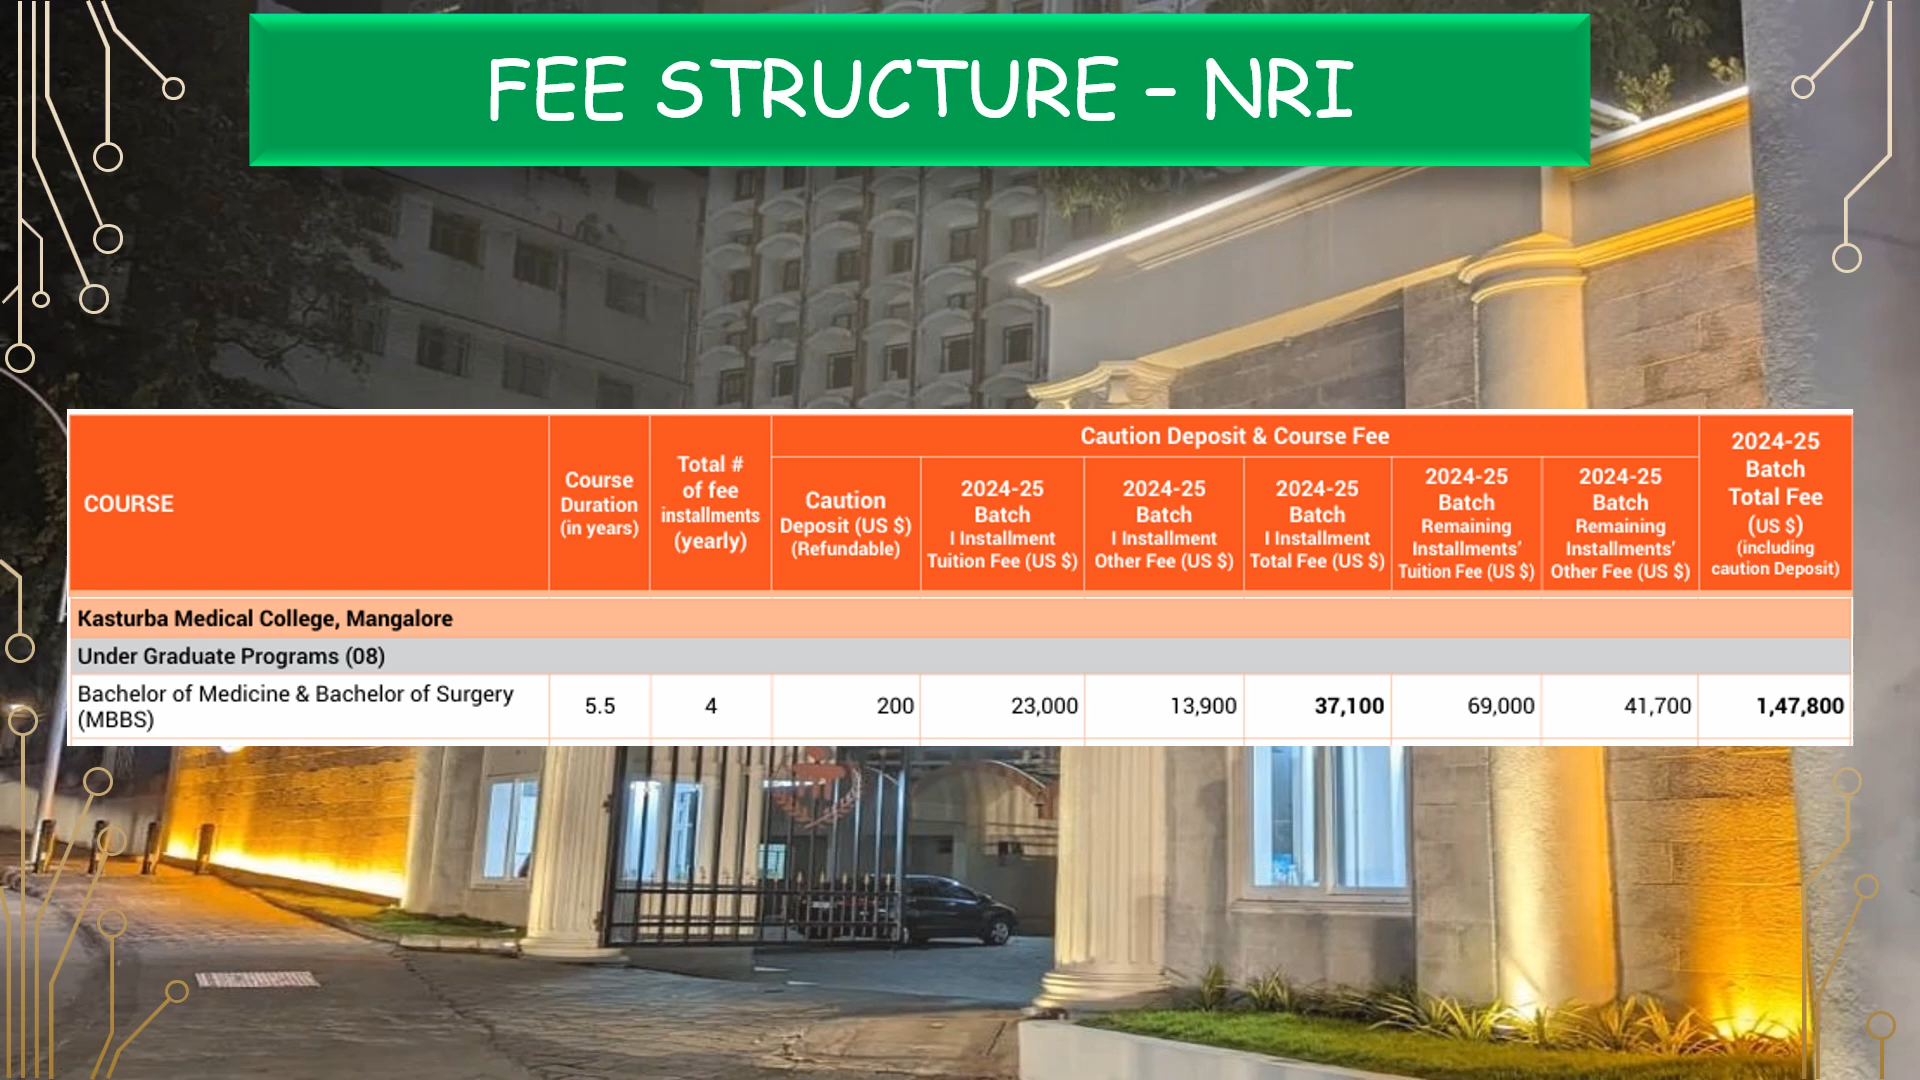 FEE STRUCTURE – NRI
COURSE
Course
Duration
(in years)
Total #
of fee
installments
(yearly)
Caution Deposit & Course Fee
Caution
Deposit (US $)
(Refundable)
2024-25
Batch
I Installment
Tuition Fee (US $)
2024-25
Batch
I Installment
Other Fee (US $)
2024-25
Batch
I Installment
Total Fee (US $)
2024-25
Batch
Remaining
Installments’
Tuition Fee (US $)
2024-25
Batch
Remaining
Installments’
Other Fee (US $)
2024-25
Batch
Total Fee
(US $)
(including
caution Deposit)
Kasturba Medical College, Mangalore
Under Graduate Programs (08)
Bachelor of Medicine & Bachelor of Surgery
(MBBS)
5.5
4
200
23,000
13,900
37,100
69,000
41,700
1,47,800